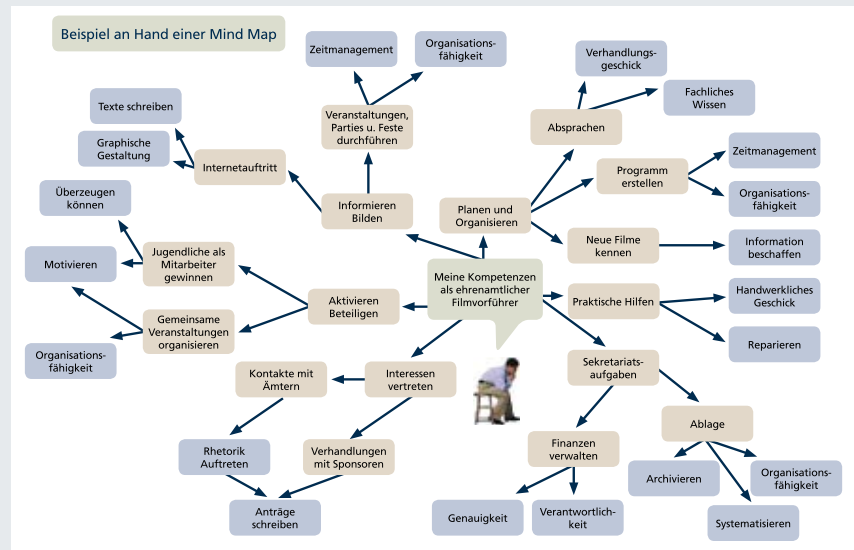 Beispiel an Hand einer Mind Map
Zeitmanagement
Organisations-
fähigkeit
Verhandlungs-
geschick
Fachliches
Wissen
Texte schreiben
Graphische
Gestaltung
Internetauftritt
Veranstaltungen,
Parties u. Feste
durchführen
Absprachen
Programm
erstellen
Zeitmanagement
Organisations-
fähigkeit
Überzeugen
können
Informieren
Bilden
Planen und
Organisieren
Neue Filme
kennen
Information
beschaffen
Motivieren
Jugendliche als
Mitarbeiter
gewinnen
Meine Kompetenzen
als ehrenamtlicher
Filmvorführer
Aktivieren
Beteiligen
Praktische Hilfen
Handwerkliches
Geschick
Gemeinsame
Veranstaltungen
organisieren
Organisations-
fähigkeit
Reparieren
Kontakte mit
Ämtern
Interessen
vertreten
Sekretariats-
aufgaben
Ablage
Rhetorik
Auftreten
Verhandlungen
mit Sponsoren
Finanzen
verwalten
Archivieren
Organisations-
fähigkeit
Anträge
schreiben
Genauigkeit
Verantwortlich-
keit
Systematisieren